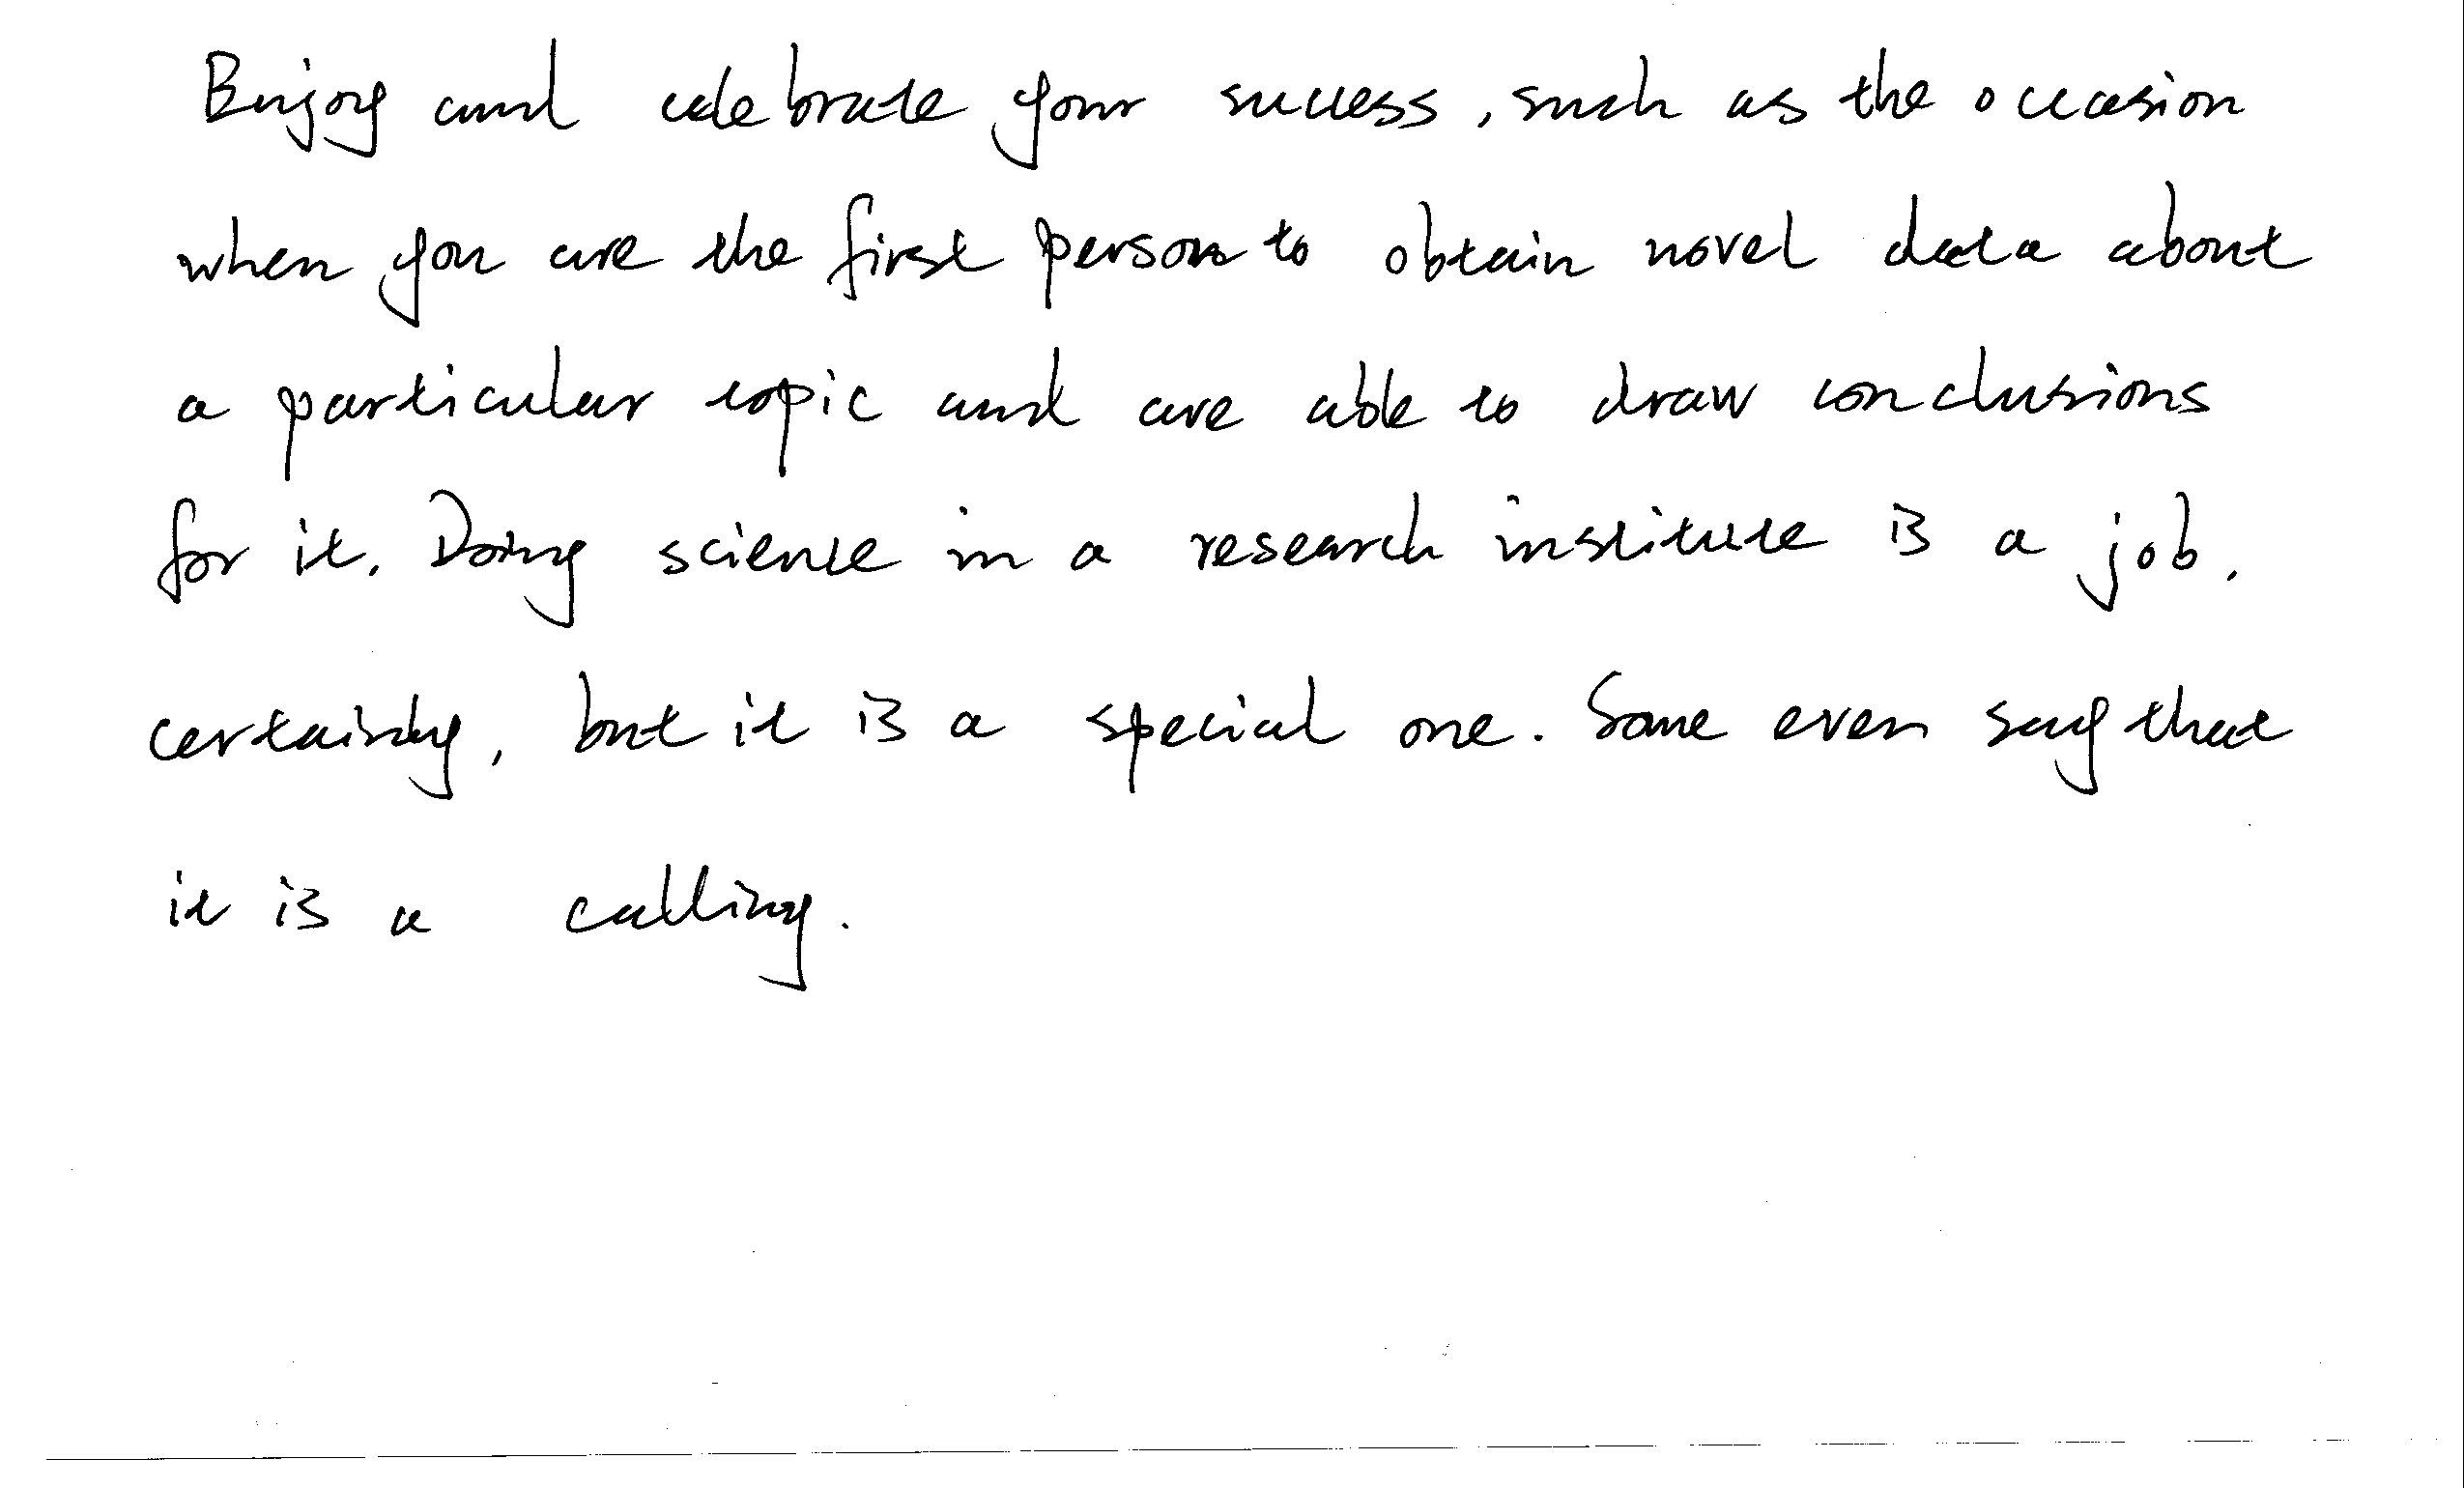 Enjoy and celebrate your success, such as the occasion
when you are the first person to obtain novel data about
a particular topic and are able to draw conclusions
for it. Doing science in a research institute is a job.
certainly, but it is a special one. Some even say that
it is a calling.